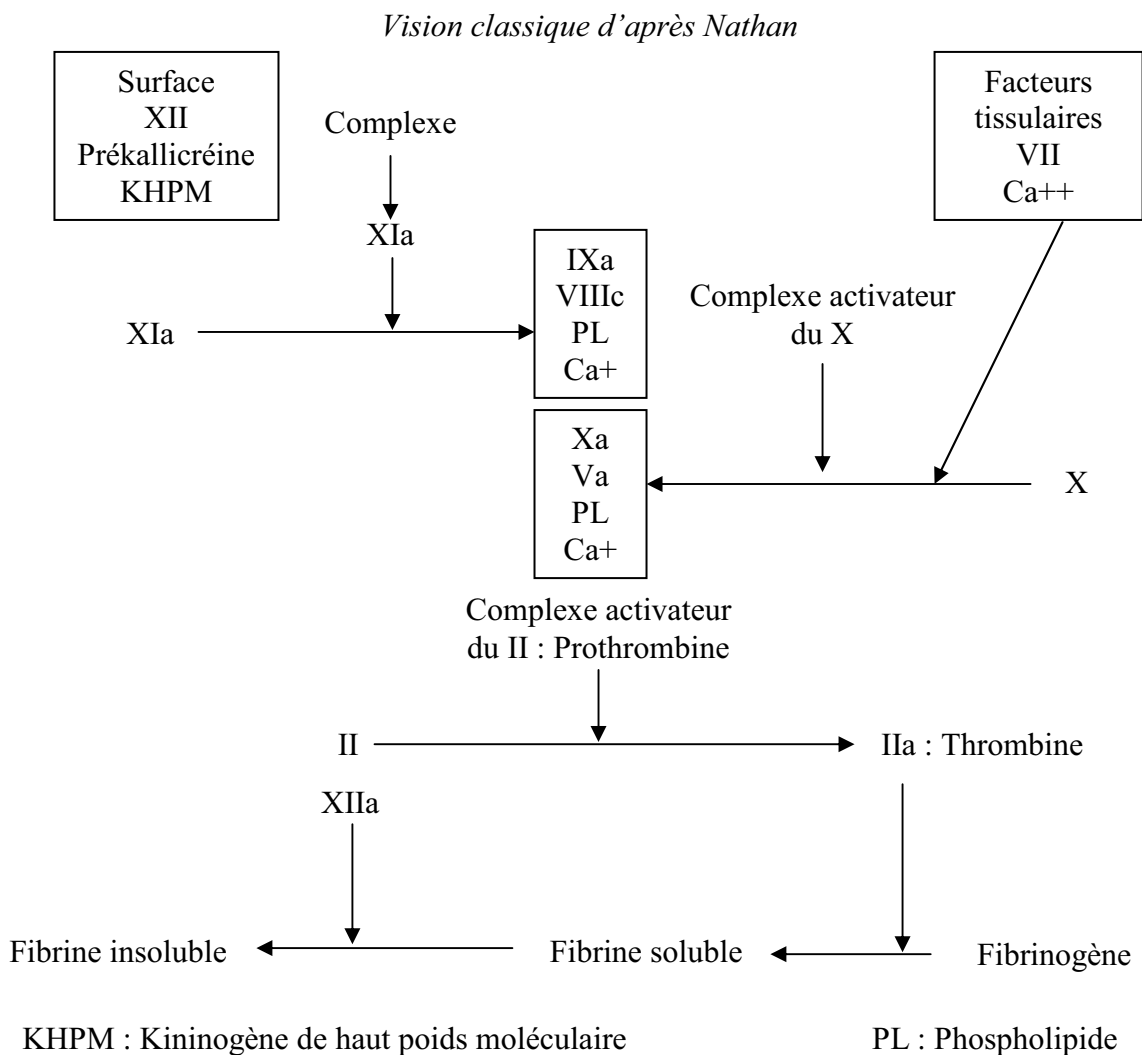 Vision classique d’après Nathan
Surface
XII
Prékallicréine
KHPM
Complexe
XIa
Facteurs
tissulaires
VII
Ca++
XIa
IXa
VIIIc
PL
Ca+
Complexe activateur
du X
Xa
Va
PL
Ca+
X
Complexe activateur
du II : Prothrombine
II
IIa : Thrombine
XIIa
Fibrine insoluble
Fibrine soluble
Fibrinogène
KHPM : Kininogène de haut poids moléculaire
PL : Phospholipide